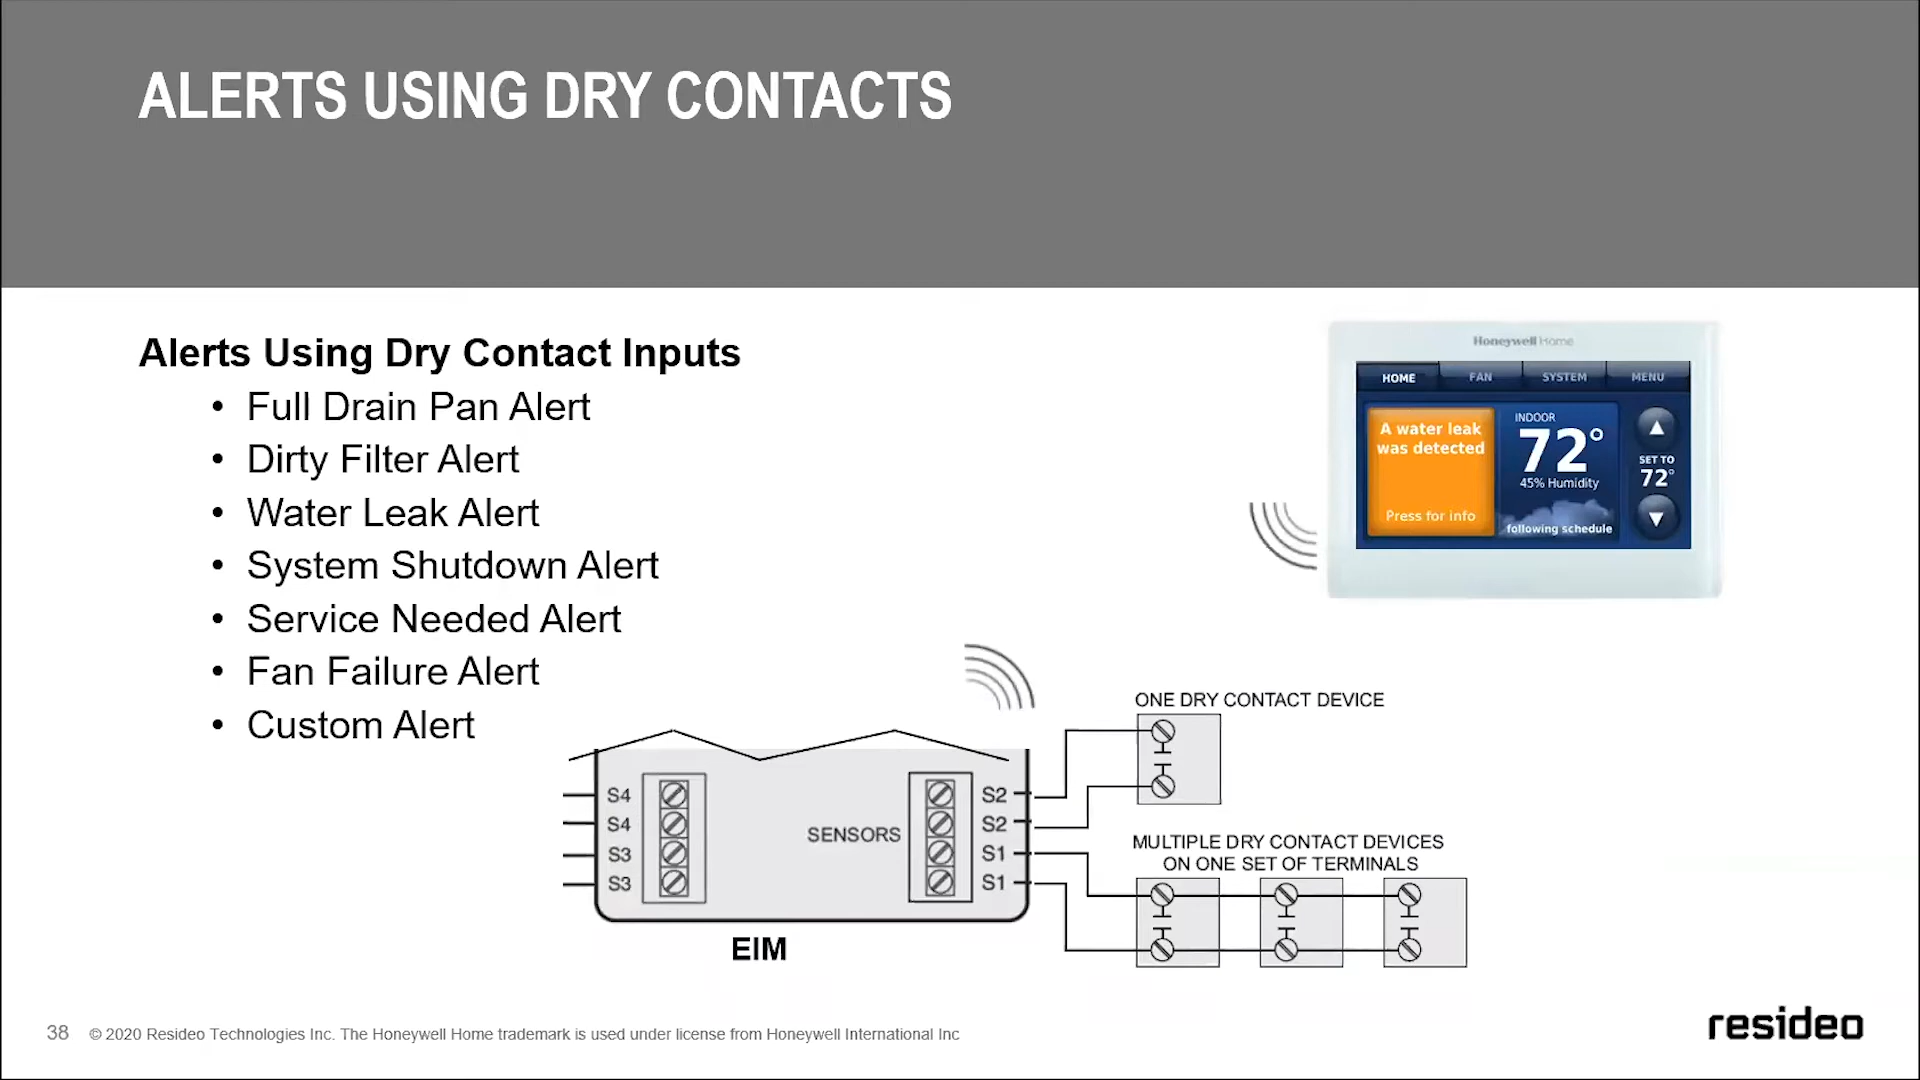 ALERTS USING DRY CONTACTS
Alerts Using Dry Contact Inputs
• Full Drain Pan Alert
• Dirty Filter Alert
• Water Leak Alert
• System Shutdown Alert
• Service Needed Alert
• Fan Failure Alert
• Custom Alert
Honeywell Home
HOME FAN SYSTEM MENU
A water leak
was detected
Press for info
INDOOR
72°
45% Humidity
following schedule
SET TO
72°
ONE DRY CONTACT DEVICE
MULTIPLE DRY CONTACT DEVICES
ON ONE SET OF TERMINALS
S4
S4
S3
S3
SENSORS
S2
S2
S1
S1
EIM
38 © 2020 Resideo Technologies Inc. The Honeywell Home trademark is used under license from Honeywell International Inc
resideo